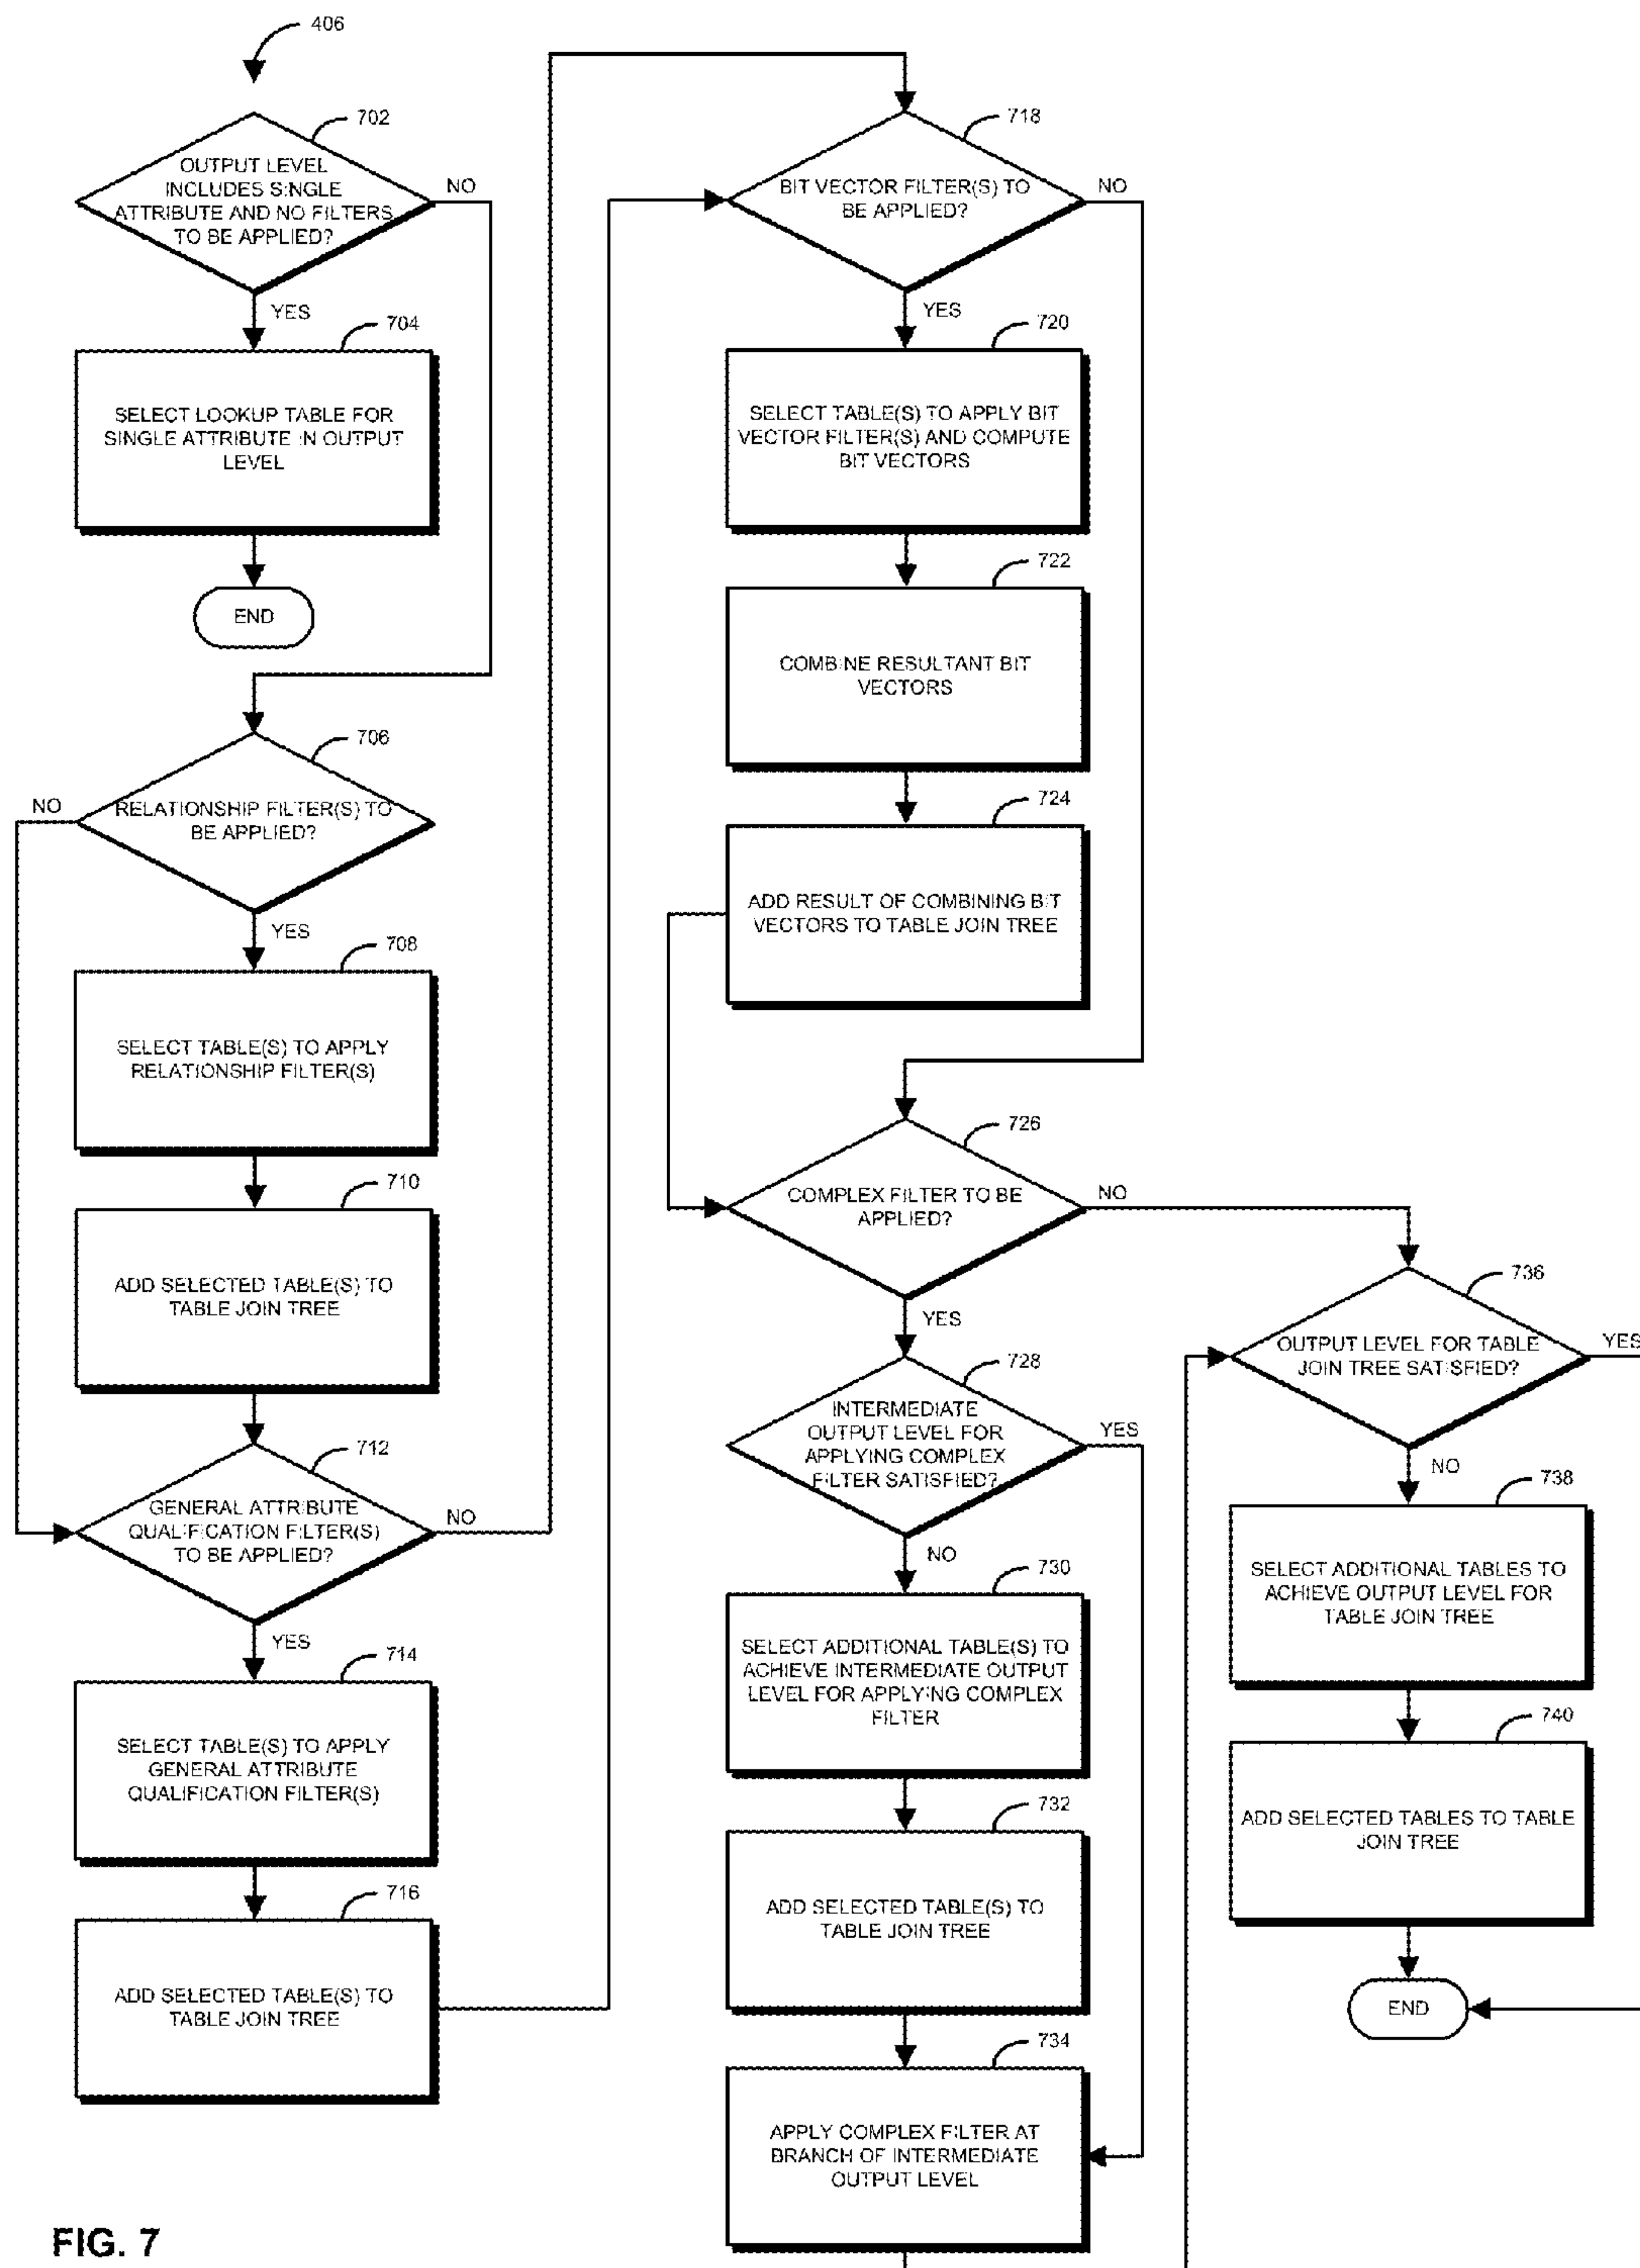 406
702
OUTPUT LEVEL
INCLUDES SINGLE
ATTRIBUTE AND NO FILTERS
TO BE APPLIED?
NO
YES
704
SELECT LOOKUP TABLE FOR
SINGLE ATTRIBUTE IN OUTPUT
LEVEL
END
706
RELATIONSHIP FILTER(S) TO
BE APPLIED?
NO
YES
708
SELECT TABLE(S) TO APPLY
RELATIONSHIP FILTER(S)
710
ADD SELECTED TABLE(S) TO
TABLE JOIN TREE
712
GENERAL ATTRIBUTE
QUALIFICATION FILTER(S)
TO BE APPLIED?
NO
YES
714
SELECT TABLE(S) TO APPLY
GENERAL ATTRIBUTE
QUALIFICATION FILTER(S)
716
ADD SELECTED TABLE(S) TO
TABLE JOIN TREE
718
BIT VECTOR FILTER(S) TO
BE APPLIED?
NO
YES
720
SELECT TABLE(S) TO APPLY BIT
VECTOR FILTER(S) AND COMPUTE
BIT VECTORS
722
COMBINE RESULTANT BIT
VECTORS
724
ADD RESULT OF COMBINING BIT
VECTORS TO TABLE JOIN TREE
726
COMPLEX FILTER TO BE
APPLIED?
NO
YES
728
INTERMEDIATE
OUTPUT LEVEL FOR
APPLYING COMPLEX
FILTER SATISFIED?
YES
NO
730
SELECT ADDITIONAL TABLE(S) TO
ACHIEVE INTERMEDIATE OUTPUT
LEVEL FOR APPLYING COMPLEX
FILTER
732
ADD SELECTED TABLE(S) TO
TABLE JOIN TREE
734
APPLY COMPLEX FILTER AT
BRANCH OF INTERMEDIATE
OUTPUT LEVEL
736
OUTPUT LEVEL FOR TABLE
JOIN TREE SATISFIED?
YES
NO
738
SELECT ADDITIONAL TABLES TO
ACHIEVE OUTPUT LEVEL FOR
TABLE JOIN TREE
740
ADD SELECTED TABLES TO TABLE
JOIN TREE
END
FIG. 7